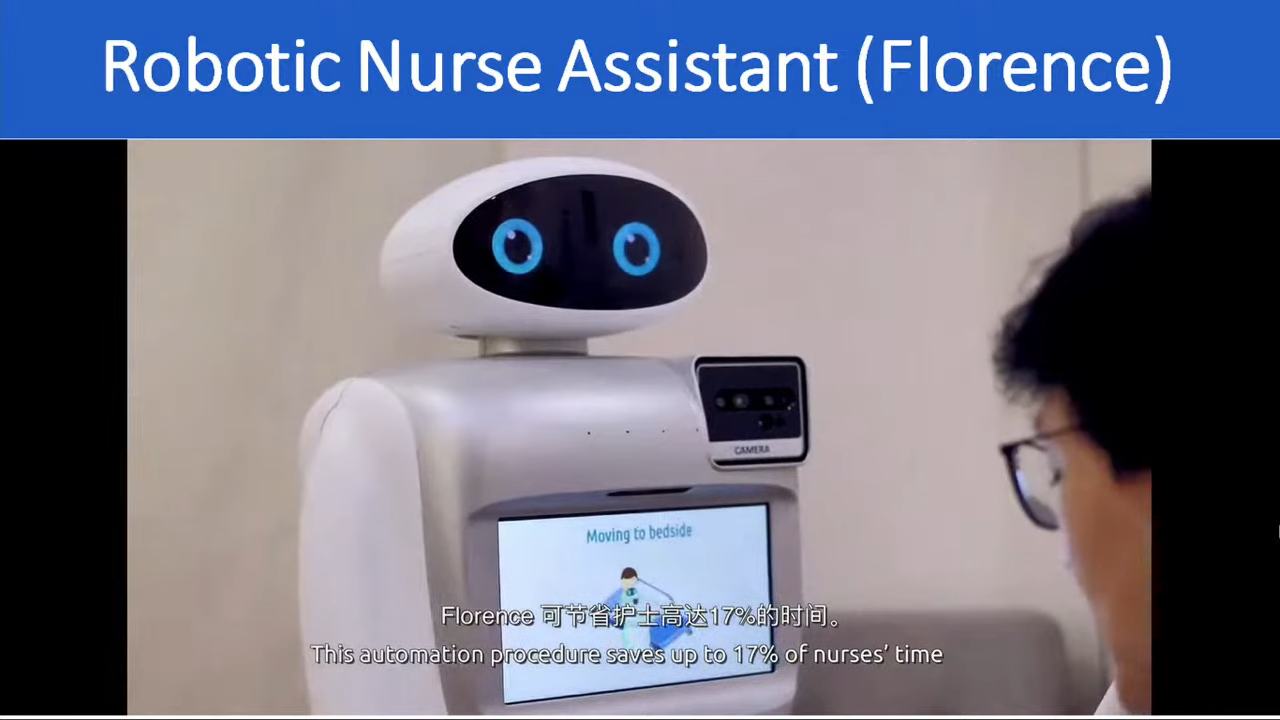 Robotic Nurse Assistant (Florence)
CAMERA
Moving to bedside
Florence 可节省护士高达17%的时间。
This automation procedure saves up to 17% of nurses’ time